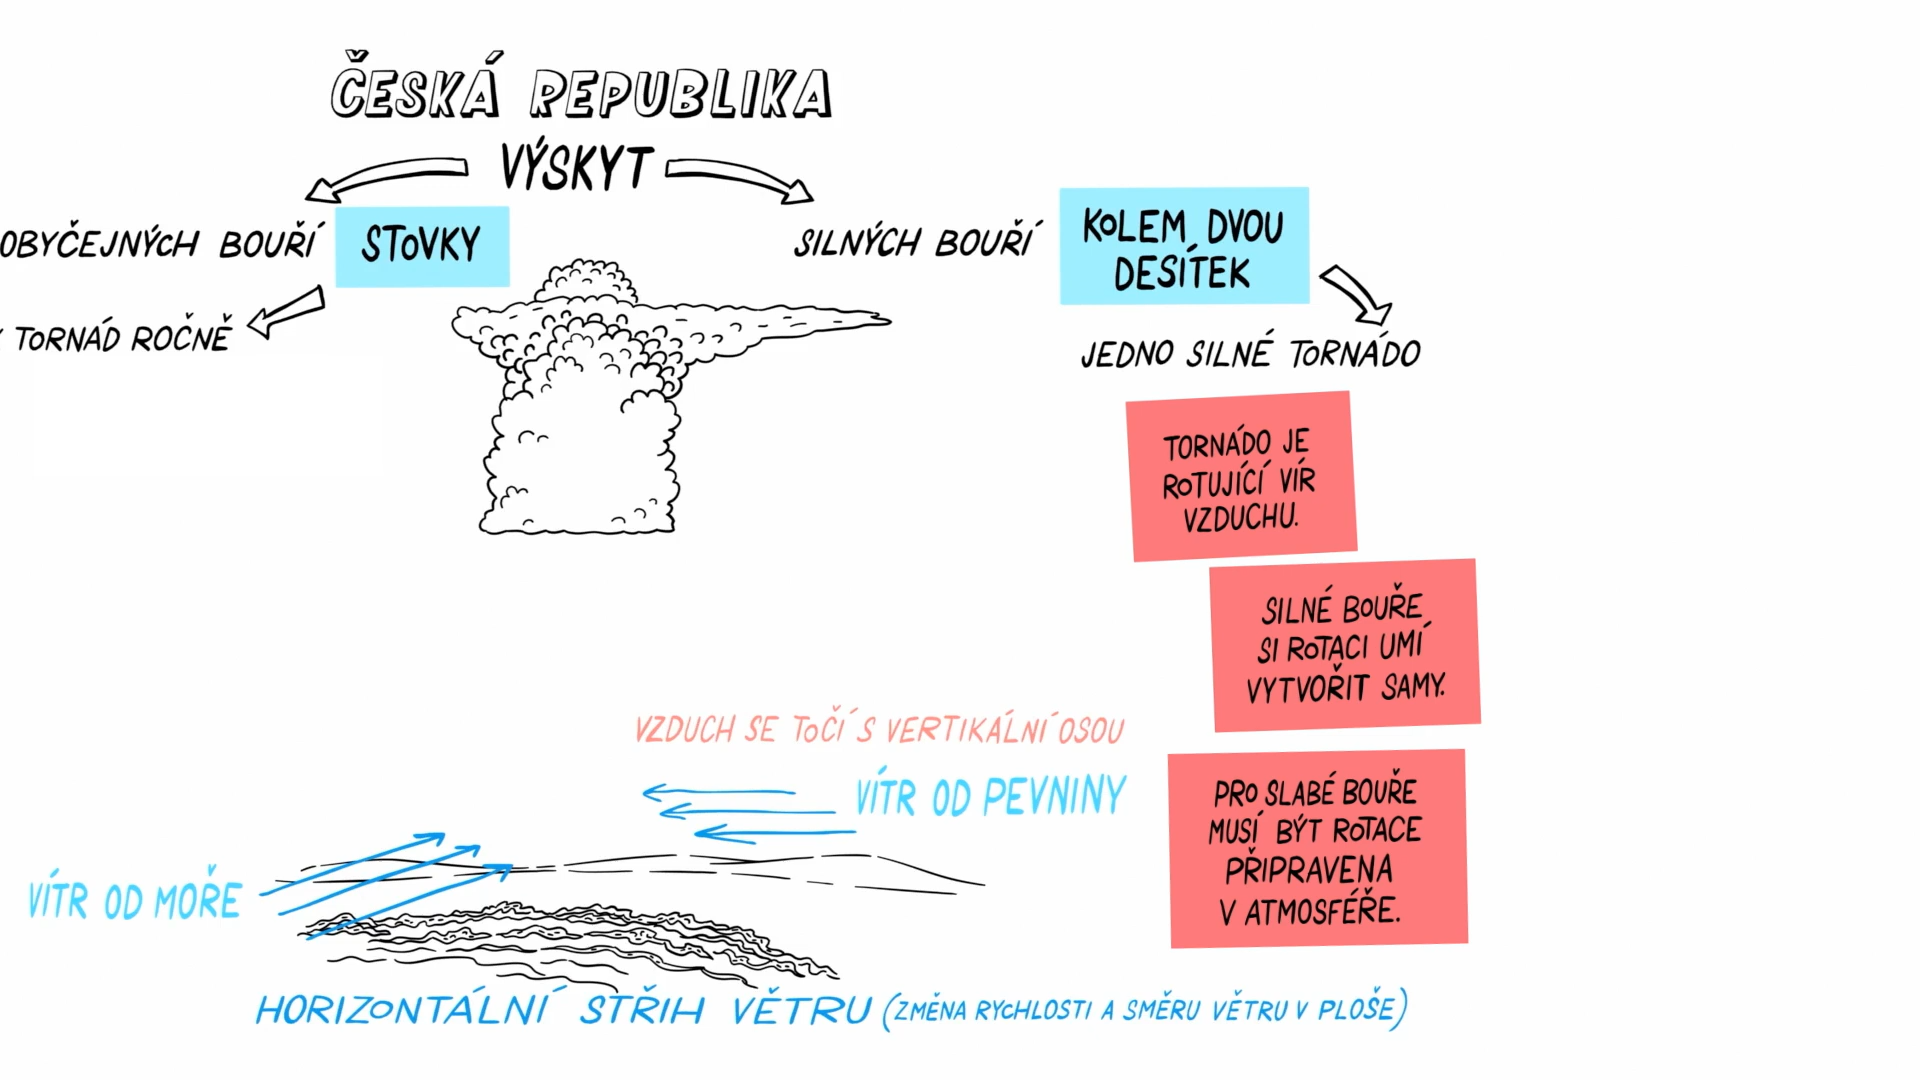 ČESKÁ REPUBLIKA
VÝSKYT
OBYČEJNÝCH BOUŘÍ
STOVKY
TORNÁD ROČNĚ
SILNÝCH BOUŘÍ
KOLEM DVOU
DESÍTEK
JEDNO SILNÉ TORNÁDO
TORNÁDO JE
ROTUJÍCÍ VÍR
VZDUCHU.
SILNÉ BOUŘE
SI ROTACI UMÍ
VYTVOŘIT SAMY.
PRO SLABÉ BOUŘE
MUSÍ BÝT ROTACE
PŘIPRAVENA
V ATMOSFÉŘE.
VZDUCH SE TOČÍ S VERTIKÁLNÍ OSOU
VÍTR OD PEVNINY
VÍTR OD MOŘE
HORIZONTÁLNÍ STŘIH VĚTRU (ZMĚNA RYCHLOSTI A SMĚRU VĚTRU V PLOŠE)